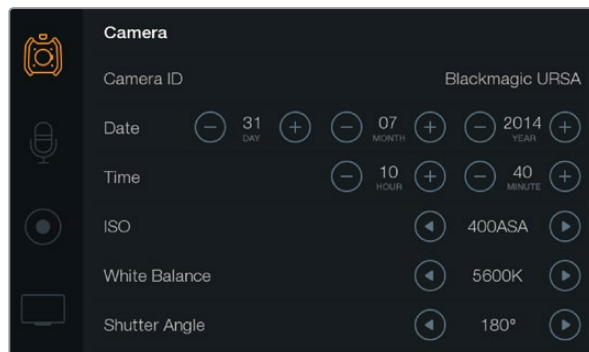 Camera
Camera ID Blackmagic URSA
Date 31 DAY 07 MONTH 2014 YEAR
Time 10 HOUR 40 MINUTE
ISO 400ASA
White Balance 5600K
Shutter Angle 180°